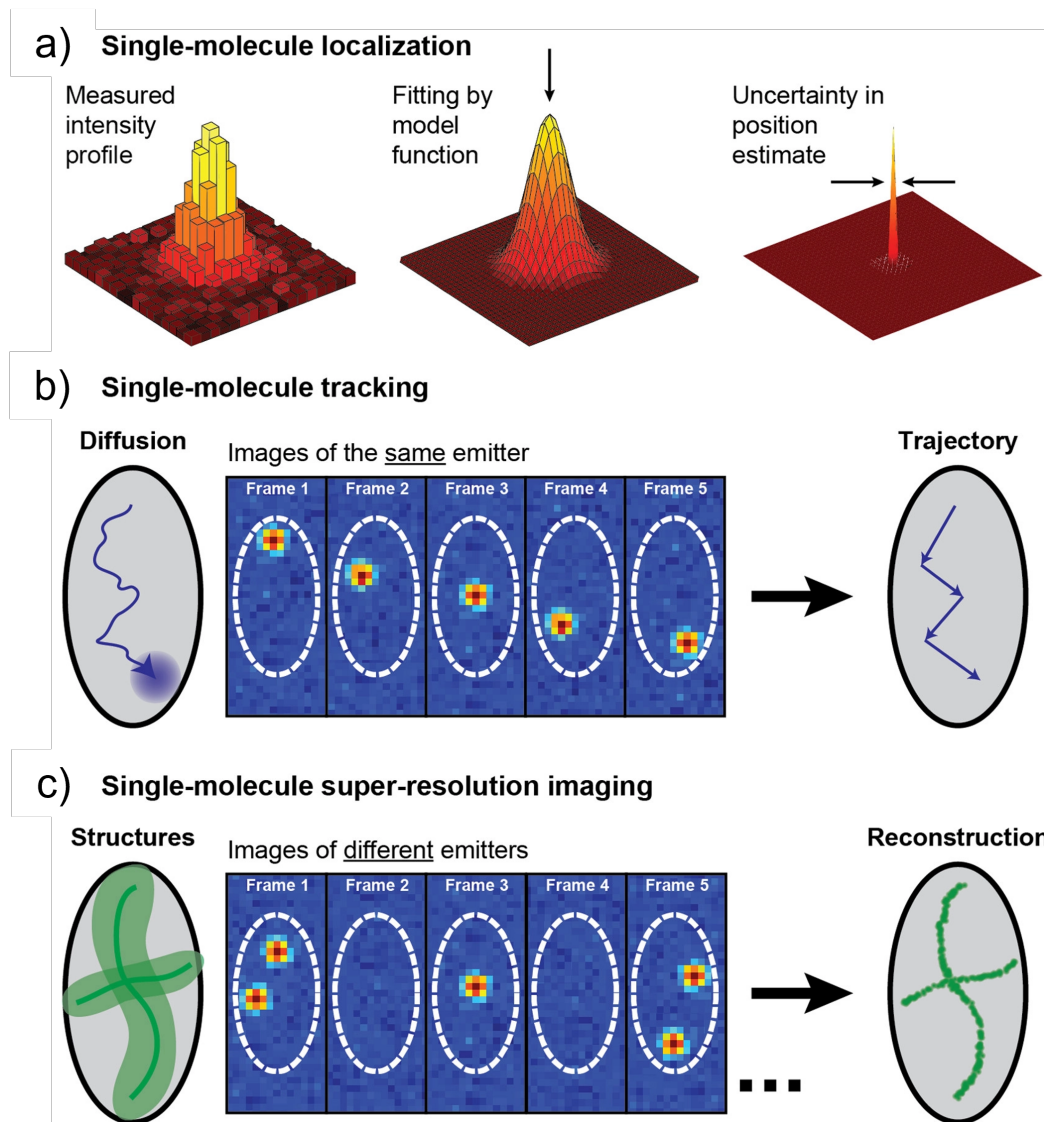 a) Single-molecule localization
Measured
intensity
profile
Fitting by
model
function
Uncertainty in
position
estimate
b) Single-molecule tracking
Diffusion
Images of the same emitter
Frame 1 Frame 2 Frame 3 Frame 4 Frame 5
Trajectory
c) Single-molecule super-resolution imaging
Structures
Images of different emitters
Frame 1 Frame 2 Frame 3 Frame 4 Frame 5
Reconstruction